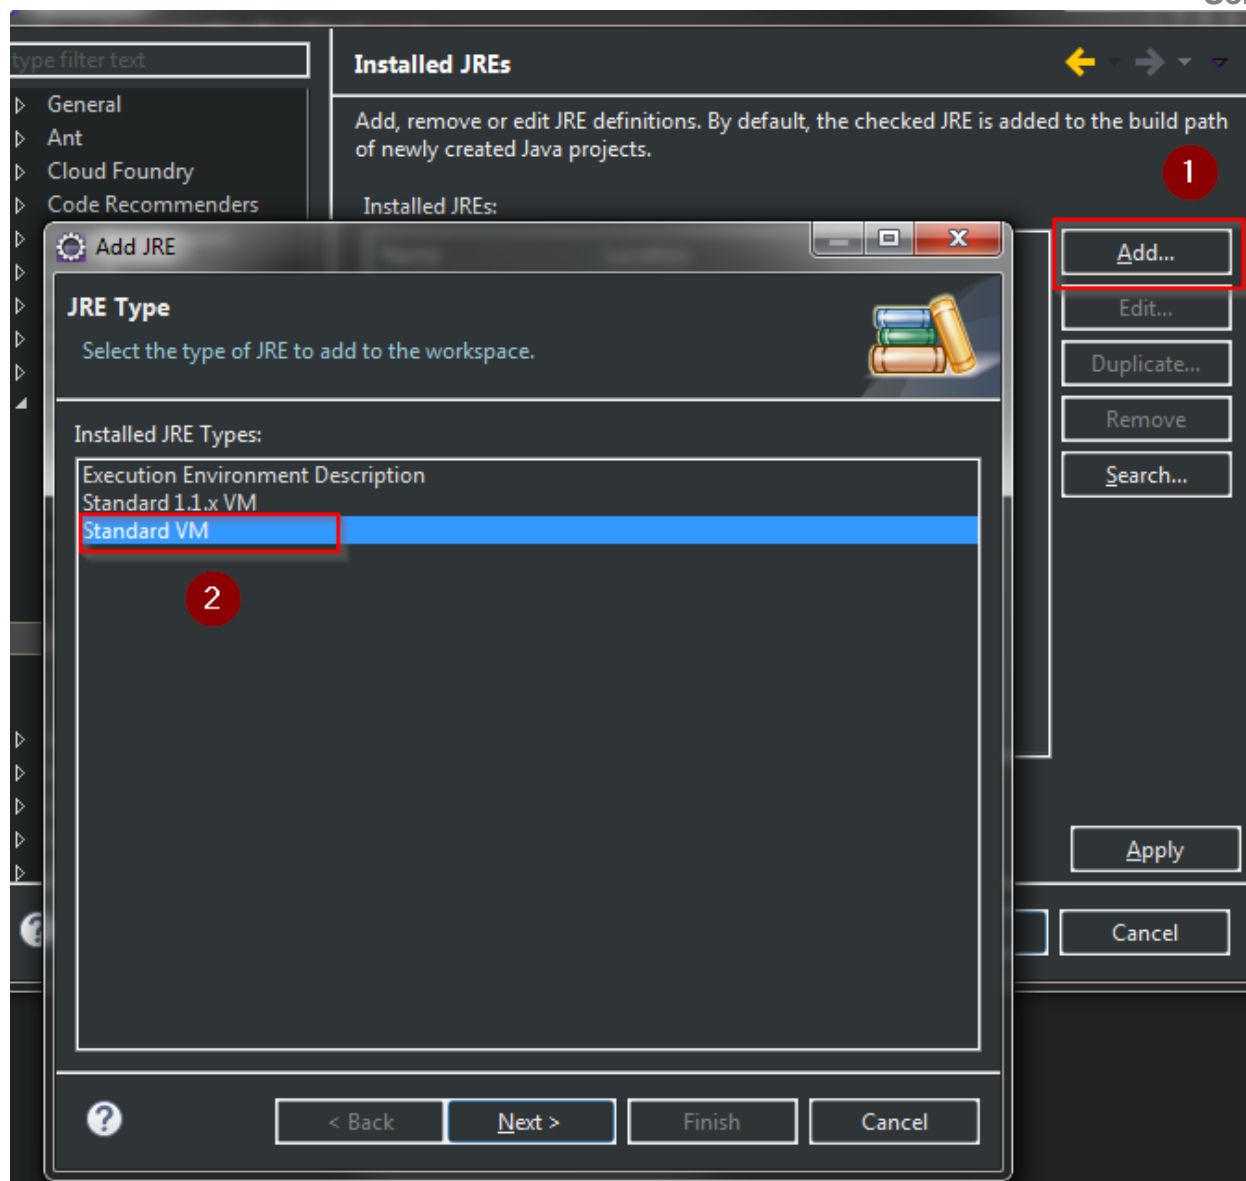 type filter text
Installed JREs
General
Ant
Cloud Foundry
Code Recommenders
Add, remove or edit JRE definitions. By default, the checked JRE is added to the build path
of newly created Java projects.
1
Installed JREs:
Add...
Edit...
Duplicate...
Remove
Search...
Add JRE
JRE Type
Select the type of JRE to add to the workspace.
Installed JRE Types:
Execution Environment Description
Standard 1.1.x VM
Standard VM
2
Apply
Cancel
< Back
Next >
Finish
Cancel